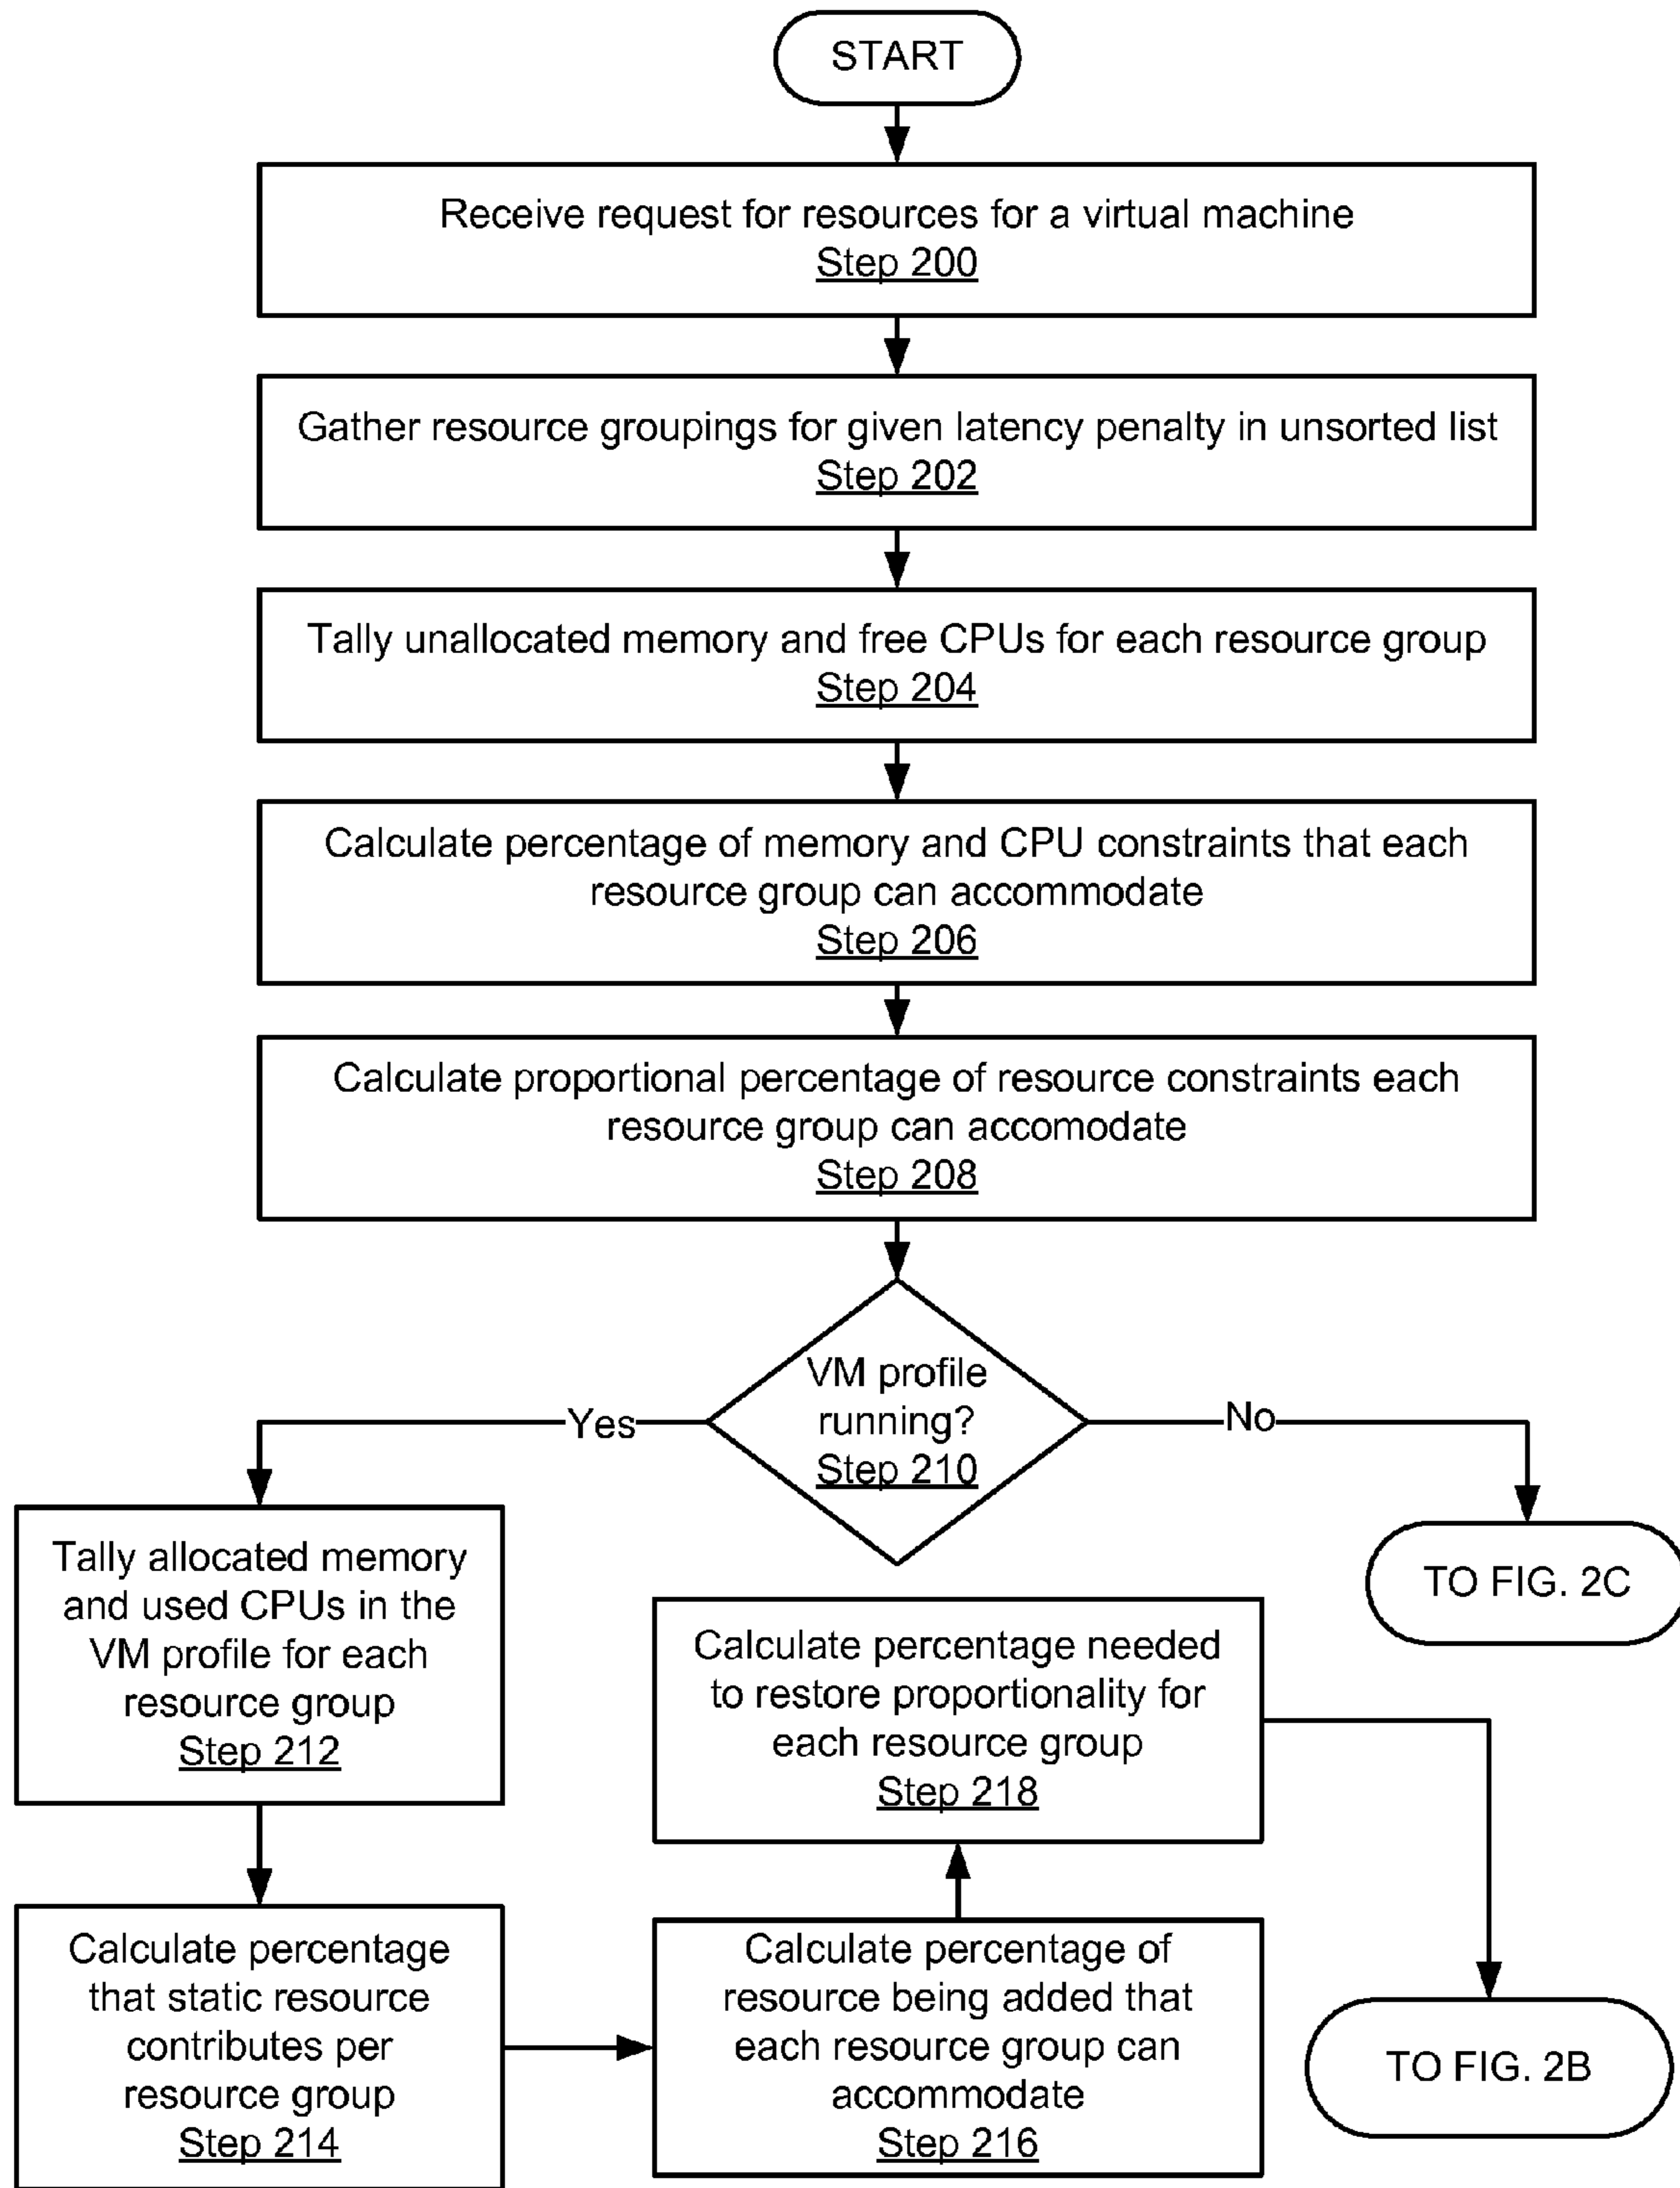 START
Receive request for resources for a virtual machine
Step 200
Gather resource groupings for given latency penalty in unsorted list
Step 202
Tally unallocated memory and free CPUs for each resource group
Step 204
Calculate percentage of memory and CPU constraints that each
resource group can accommodate
Step 206
Calculate proportional percentage of resource constraints each
resource group can accomodate
Step 208
VM profile
running?
Step 210
Yes
No
Tally allocated memory
and used CPUs in the
VM profile for each
resource group
Step 212
Calculate percentage
that static resource
contributes per
resource group
Step 214
Calculate percentage of
resource being added that
each resource group can
accommodate
Step 216
Calculate percentage needed
to restore proportionality for
each resource group
Step 218
TO FIG. 2C
TO FIG. 2B